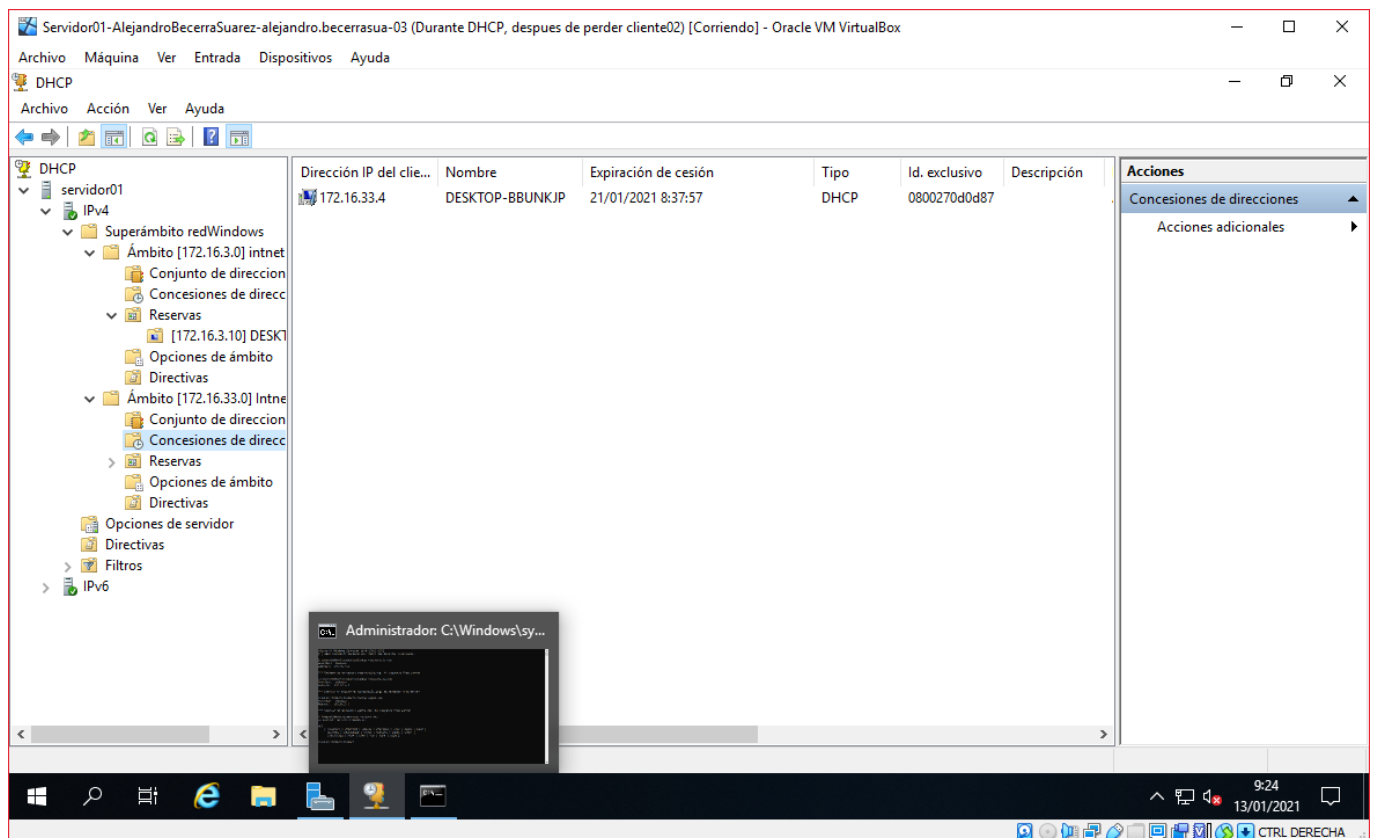 Servidor01-AlejandroBecerraSuarez-alejandro.becerrasua-03 (Durante DHCP, despues de perder cliente02) [Corriendo] - Oracle VM VirtualBox
Archivo Máquina Ver Entrada Dispositivos Ayuda
DHCP
Archivo Acción Ver Ayuda
DHCP
servidor01
IPv4
Superámbito redWindows
Ámbito [172.16.3.0] intnet
Conjunto de direccion
Concesiones de direcc
Reservas
[172.16.3.10] DESKT
Opciones de ámbito
Directivas
Ámbito [172.16.33.0] Intne
Conjunto de direccion
Concesiones de direcc
Reservas
Opciones de ámbito
Directivas
Opciones de servidor
Directivas
Filtros
IPv6
Dirección IP del clie... Nombre Expiración de cesión Tipo Id. exclusivo Descripción
172.16.33.4 DESKTOP-BBUNKJP 21/01/2021 8:37:57 DHCP 0800270d0d87
Acciones
Concesiones de direcciones
Acciones adicionales
Administrador: C:\Windows\sy...
9:24
13/01/2021
CTRL DERECHA